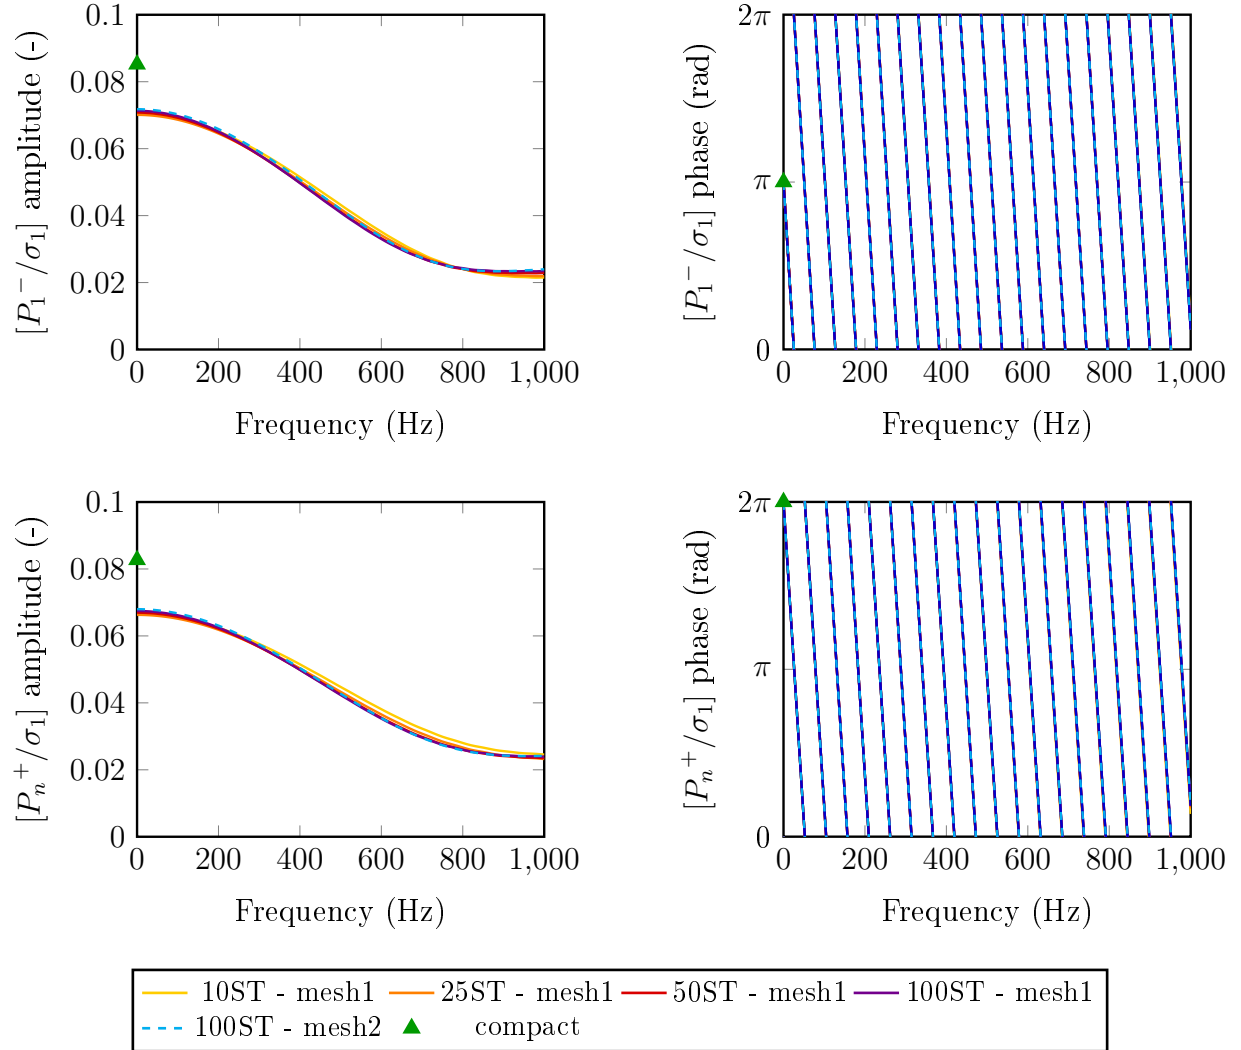 [P₁⁻/σ₁] amplitude (-)
0.1
0.08
0.06
0.04
0.02
0
0 200 400 600 800 1,000
Frequency (Hz)
[P₁⁻/σ₁] phase (rad)
2π
π
0
0 200 400 600 800 1,000
Frequency (Hz)
[Pₙ⁺/σ₁] amplitude (-)
0.1
0.08
0.06
0.04
0.02
0
0 200 400 600 800 1,000
Frequency (Hz)
[Pₙ⁺/σ₁] phase (rad)
2π
π
0
0 200 400 600 800 1,000
Frequency (Hz)
10ST - mesh1 25ST - mesh1 50ST - mesh1 100ST - mesh1
100ST - mesh2 compact